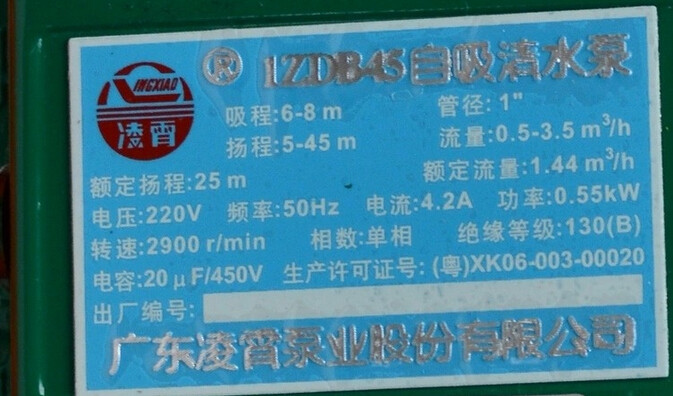 ® 1ZDB-45自吸清水泵
LINGXIAO
凌霄
吸程:6-8 m 管径:1"
扬程:5-45 m 流量:0.5-3.5 m³/h
额定扬程:25 m 额定流量:1.44 m³/h
电压:220V 频率:50Hz 电流:4.2A 功率:0.55kW
转速:2900 r/min 相数:单相 绝缘等级:130(B)
电容:20 μF/450V 生产许可证号:(粤)XK06-003-00020
出厂编号:
广东凌霄泵业股份有限公司